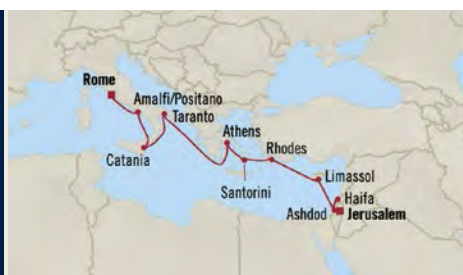 Rome
Amalfi/Positano
Taranto
Catania
Athens
Rhodes
Santorini
Limassol
Haifa
Ashdod
Jerusalem